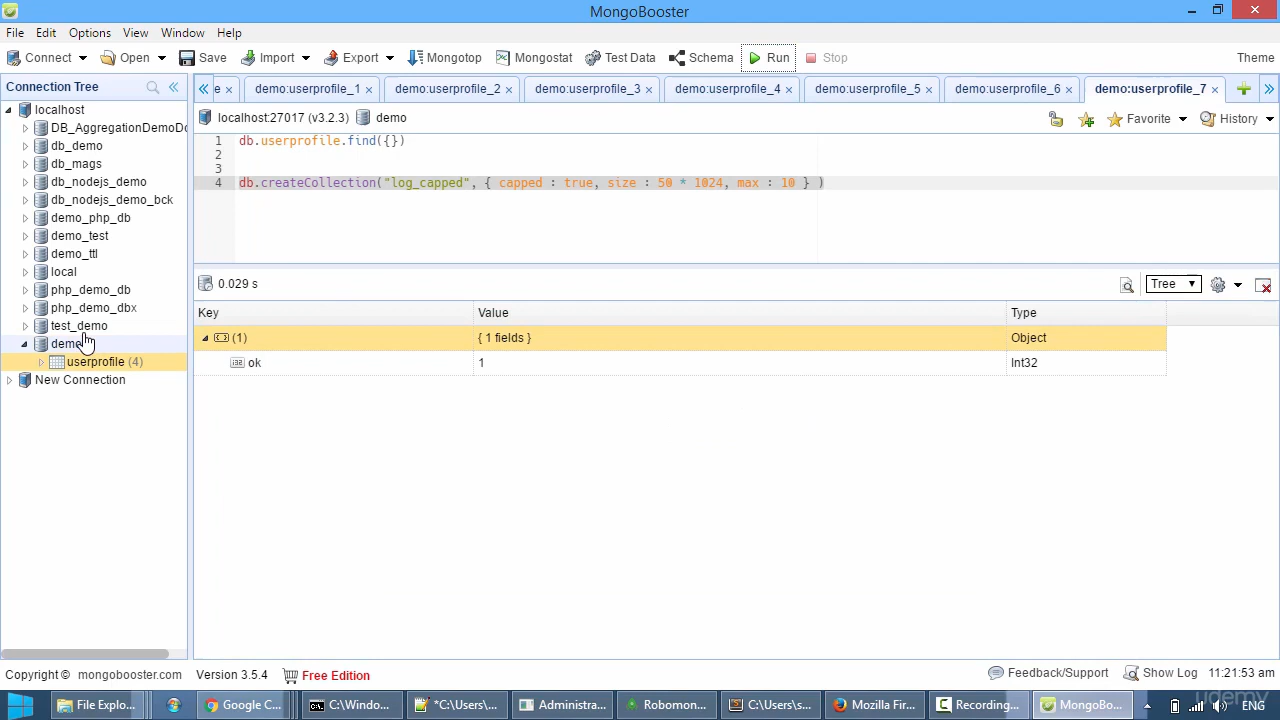 MongoBooster
File Edit Options View Window Help
Connect Open Save Import Export Mongotop Mongostat Test Data Schema Run Stop Theme
Connection Tree
e × demo:userprofile_1 × demo:userprofile_2 × demo:userprofile_3 × demo:userprofile_4 × demo:userprofile_5 × demo:userprofile_6 × demo:userprofile_7 ×
localhost:27017 (v3.2.3) demo Favorite History
localhost
DB_AggregationDemoDo
db_demo
db_mags
db_nodejs_demo
db_nodejs_demo_bck
demo_php_db
demo_test
demo_ttl
local
php_demo_db
php_demo_dbx
test_demo
demo
userprofile (4)
New Connection
1 db.userprofile.find({})
2
3
4 db.createCollection("log_capped", { capped : true, size : 50 * 1024, max : 10 } )
0.029 s Tree
Key Value Type
(1) { 1 fields } Object
ok 1 Int32
Copyright © mongobooster.com Version 3.5.4 Free Edition Feedback/Support Show Log 11:21:53 am
File Explo... Google C... C:\Windo... *C:\Users\... Administra... Robomon... C:\Users\s... Mozilla Fir... Recording... MongoBo... ENG
udemy